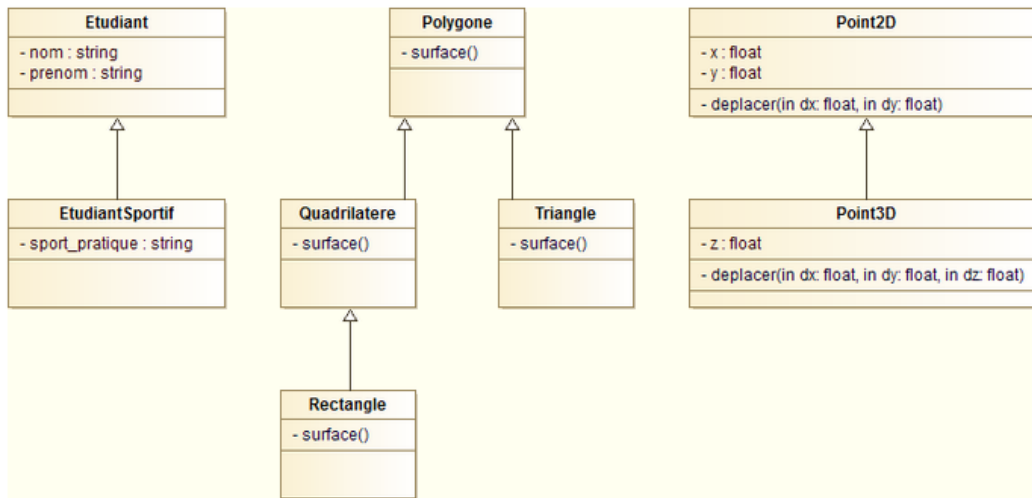 Etudiant
- nom : string
- prenom : string
EtudiantSportif
- sport_pratique : string
Polygone
- surface()
Quadrilatere
- surface()
Triangle
- surface()
Rectangle
- surface()
Point2D
- x : float
- y : float
- deplacer(in dx: float, in dy: float)
Point3D
- z : float
- deplacer(in dx: float, in dy: float, in dz: float)